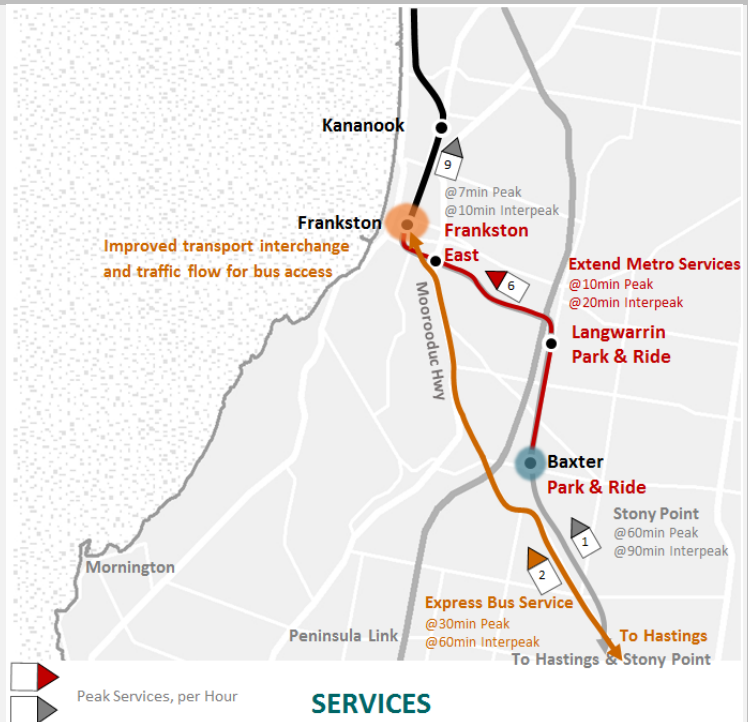 Kananook
9
@7min Peak
@10min Interpeak
Frankston
Frankston
East
Improved transport interchange
and traffic flow for bus access
6
Extend Metro Services
@10min Peak
@20min Interpeak
Moorooduc Hwy
Langwarrin
Park & Ride
Baxter
Park & Ride
Stony Point
@60min Peak
@90min Interpeak
1
Mornington
2
Express Bus Service
@30min Peak
@60min Interpeak
Peninsula Link
To Hastings
To Hastings & Stony Point
Peak Services, per Hour
SERVICES